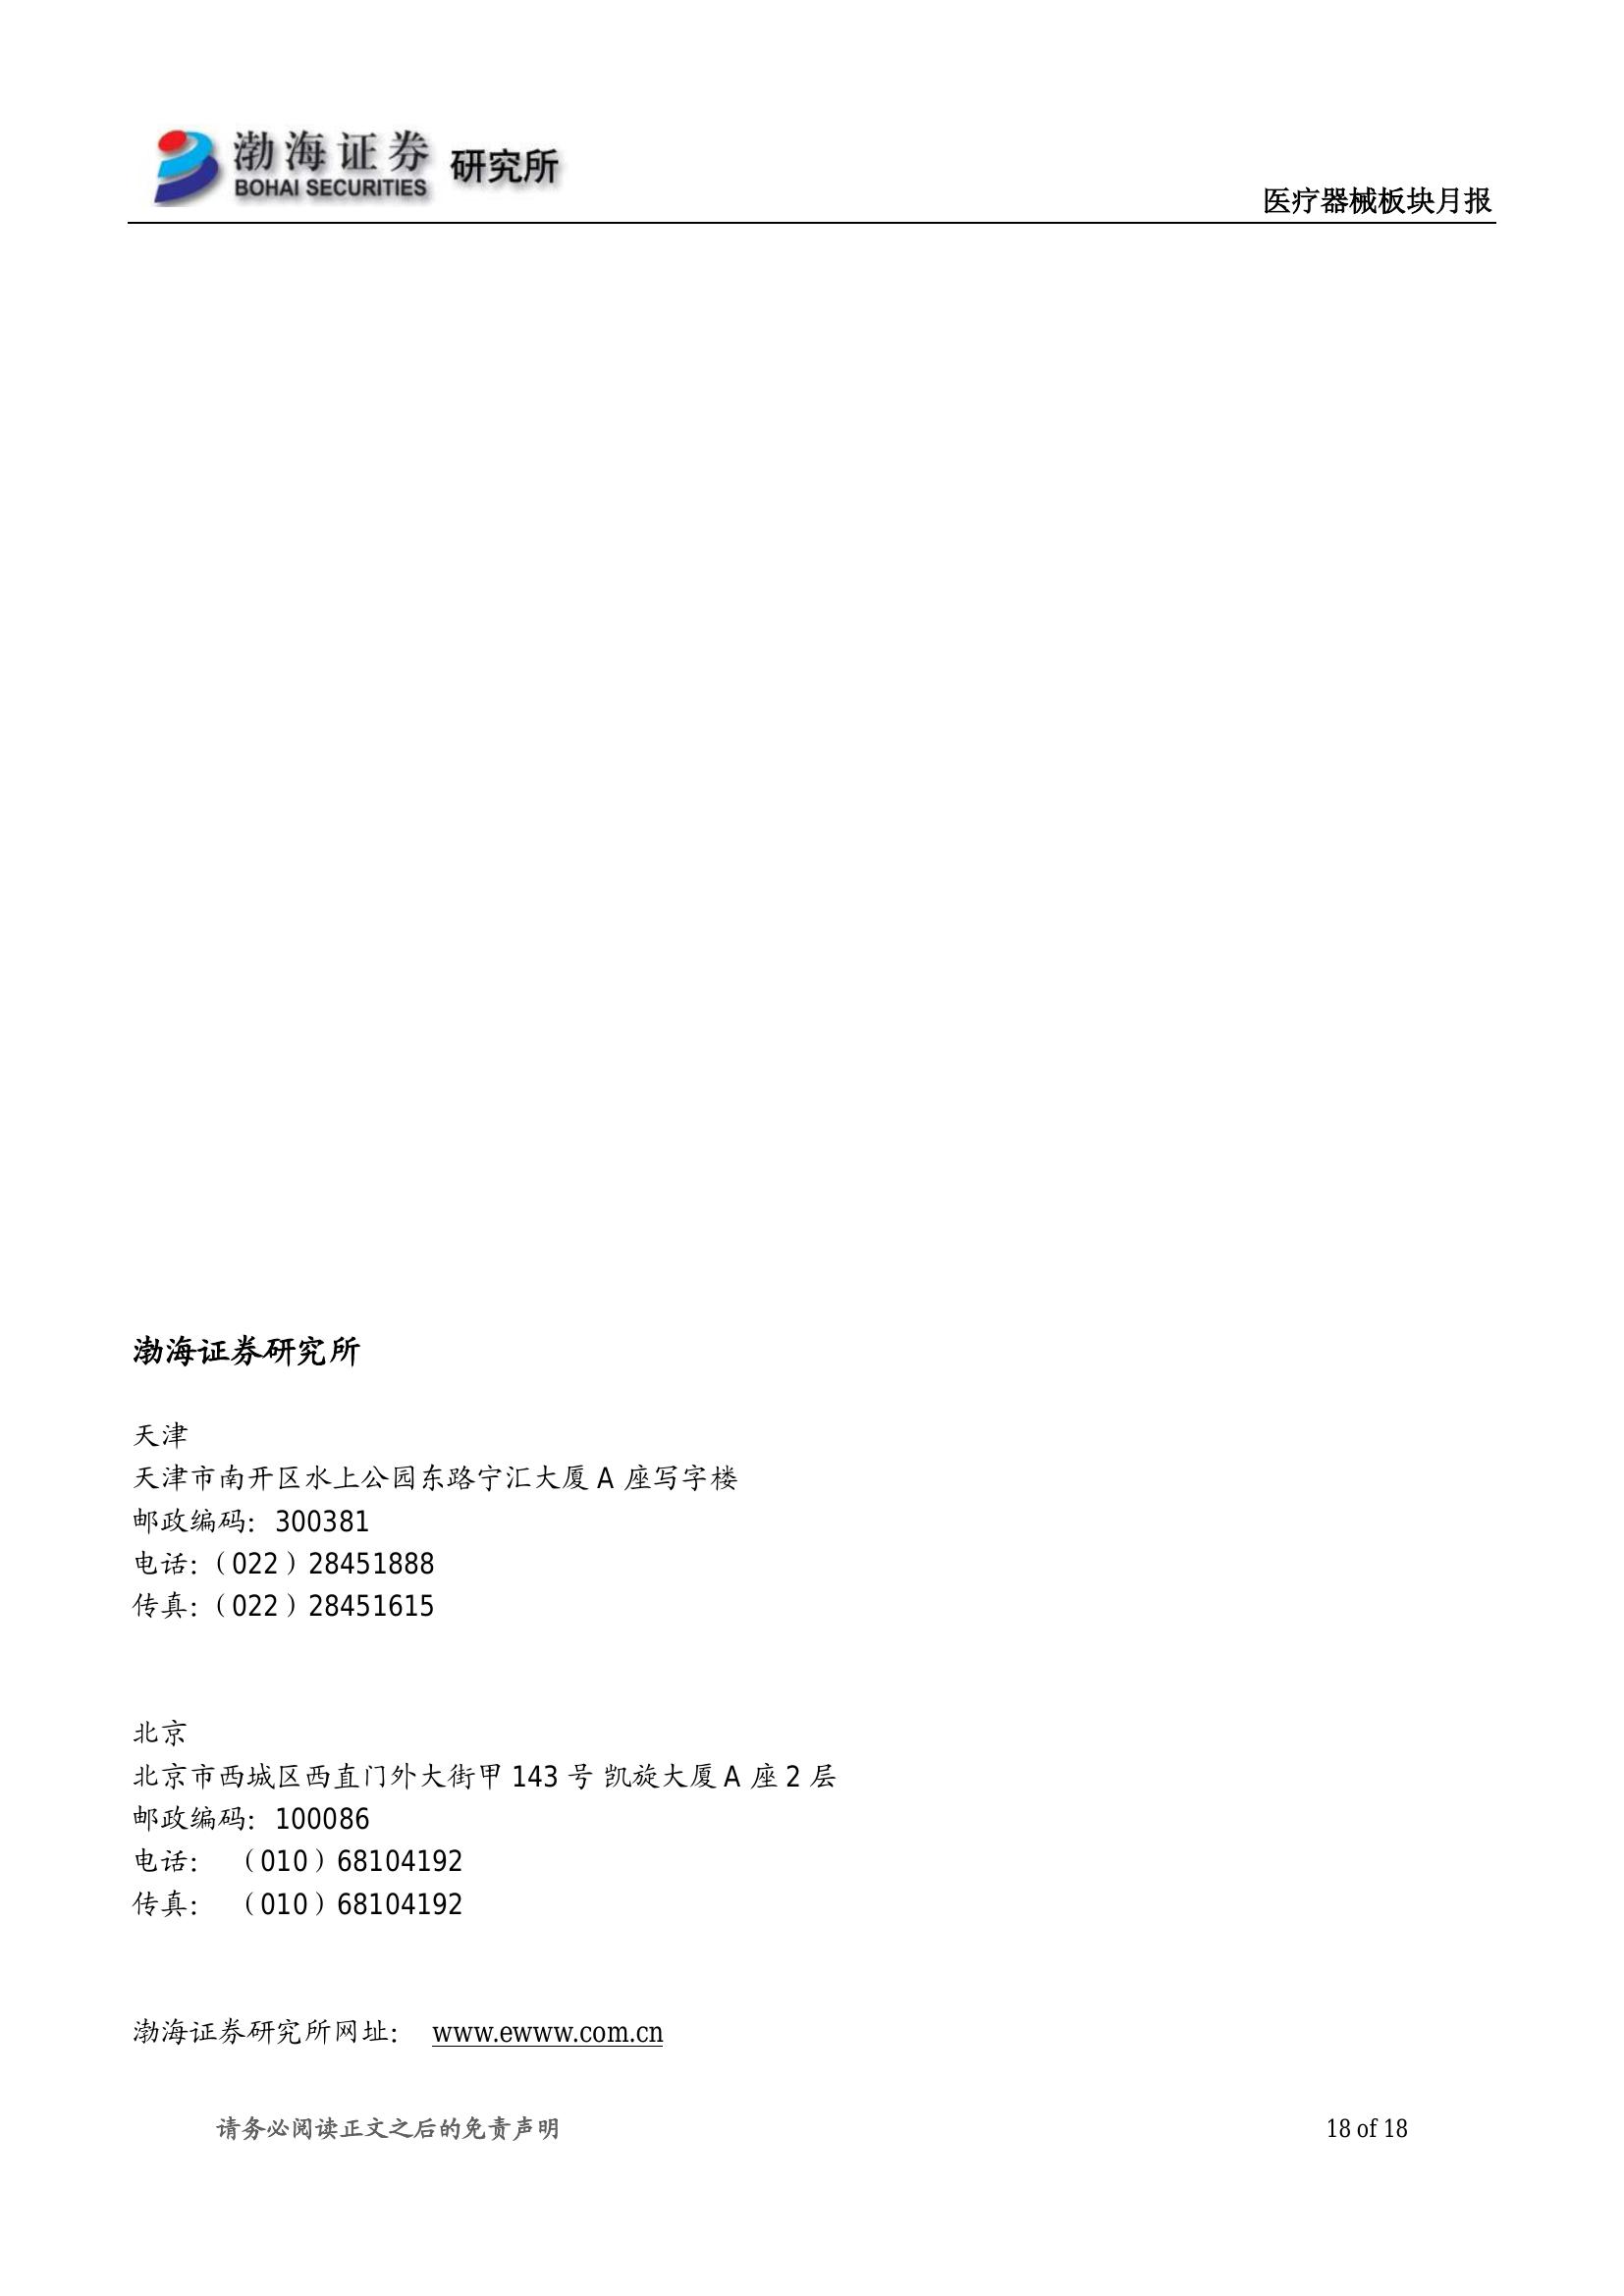 渤海证券 研究所
BOHAI SECURITIES
医疗器械板块月报
渤海证券研究所
天津
天津市南开区水上公园东路宁汇大厦 A 座写字楼
邮政编码：300381
电话：（022）28451888
传真：（022）28451615
北京
北京市西城区西直门外大街甲 143 号 凯旋大厦 A 座 2 层
邮政编码：100086
电话： （010）68104192
传真： （010）68104192
渤海证券研究所网址： www.ewww.com.cn
请务必阅读正文之后的免责声明
18 of 18